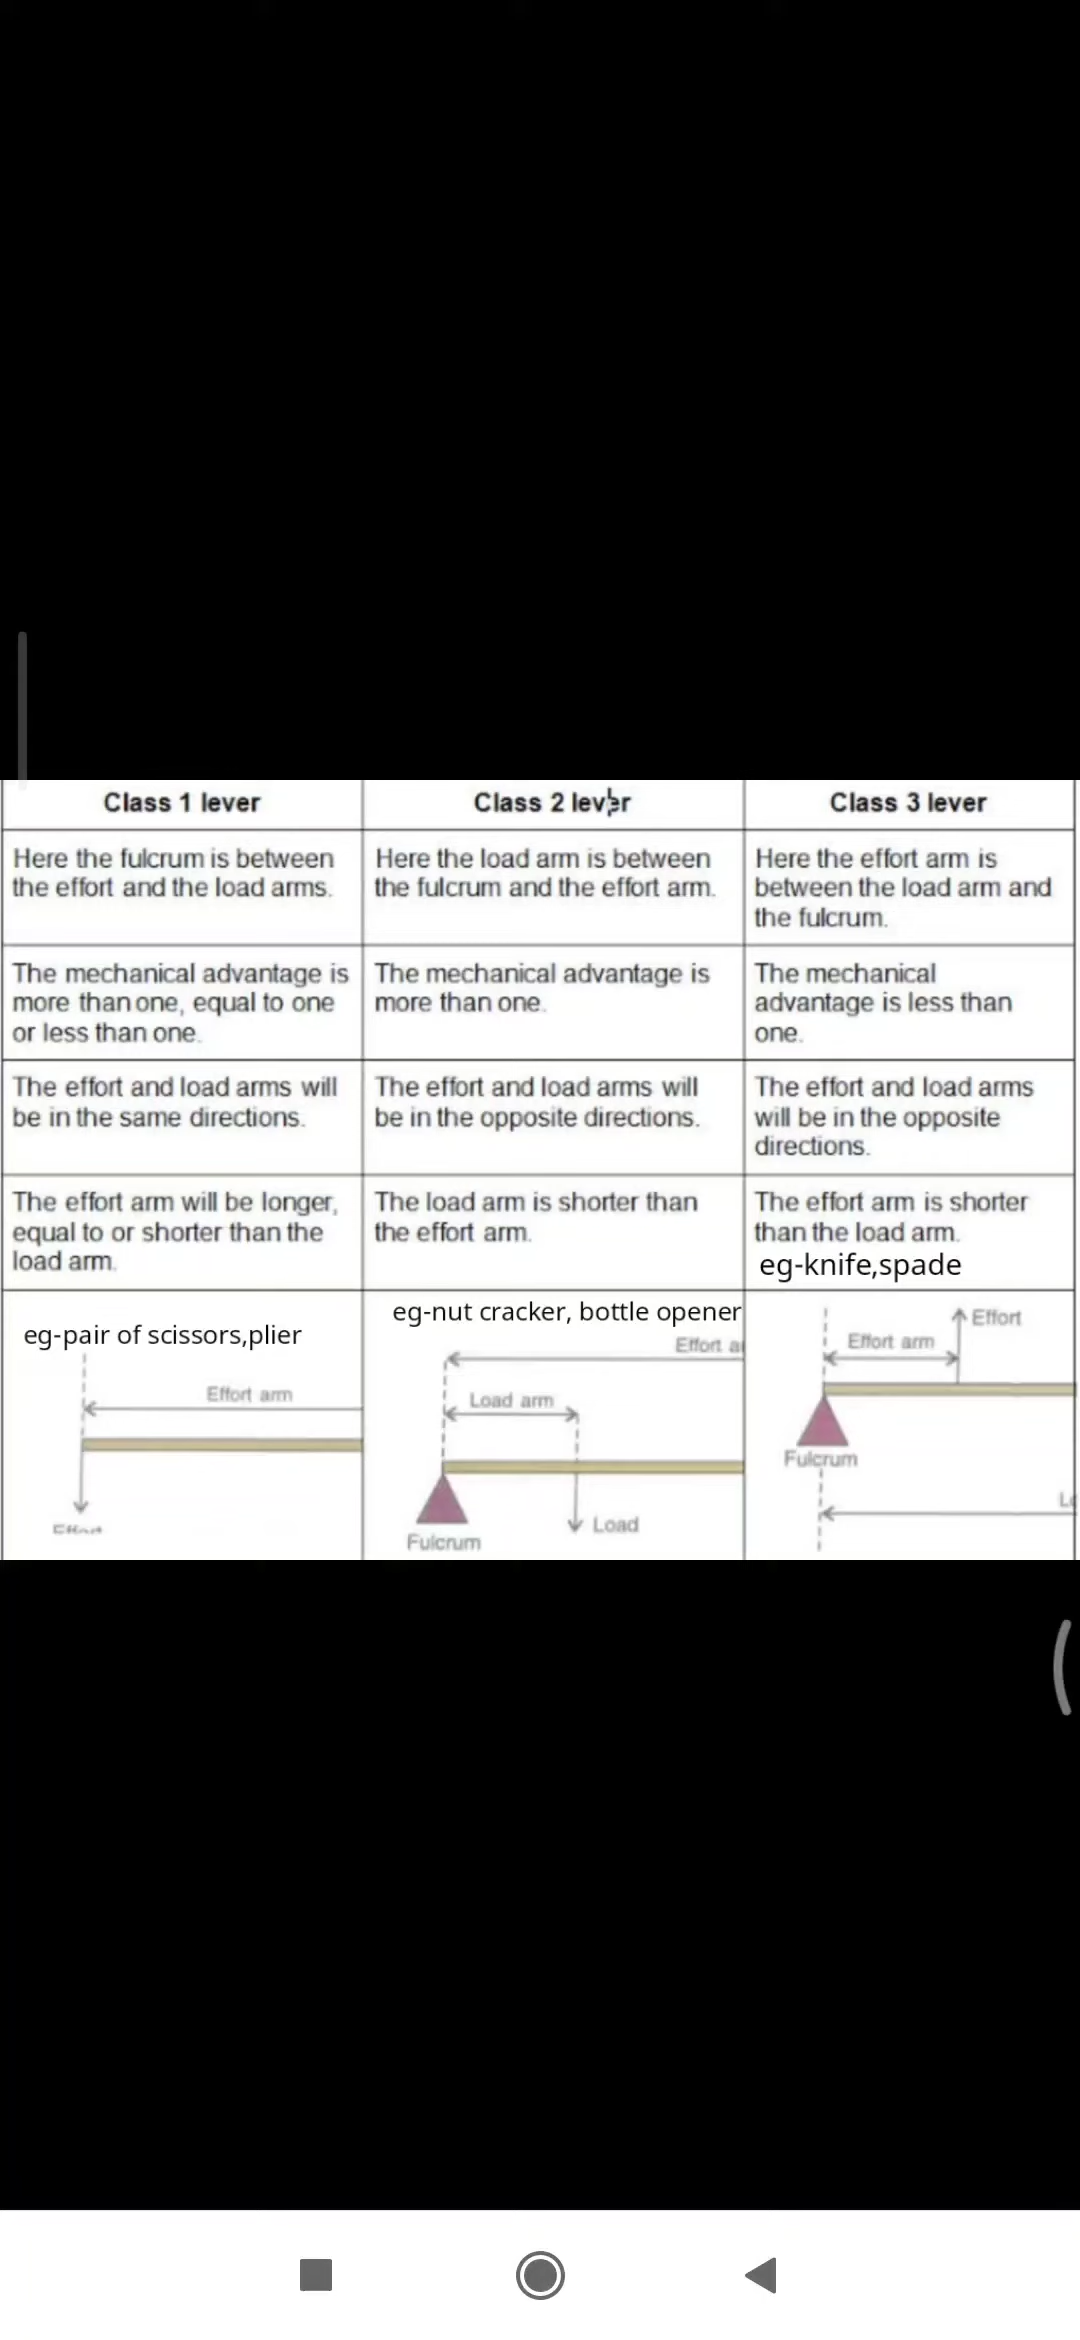 Class 1 lever
Class 2 lever
Class 3 lever
Here the fulcrum is between
the effort and the load arms.
Here the load arm is between
the fulcrum and the effort arm.
Here the effort arm is
between the load arm and
the fulcrum.
The mechanical advantage is
more than one, equal to one
or less than one.
The mechanical advantage is
more than one.
The mechanical
advantage is less than
one.
The effort and load arms will
be in the same directions.
The effort and load arms will
be in the opposite directions.
The effort and load arms
will be in the opposite
directions.
The effort arm will be longer,
equal to or shorter than the
load arm.
The load arm is shorter than
the effort arm.
The effort arm is shorter
than the load arm.
eg-knife,spade
eg-pair of scissors,plier
Effort arm
eg-nut cracker, bottle opener
Effort
Load arm
Load
Fulcrum
Effort
Effort arm
Fulcrum